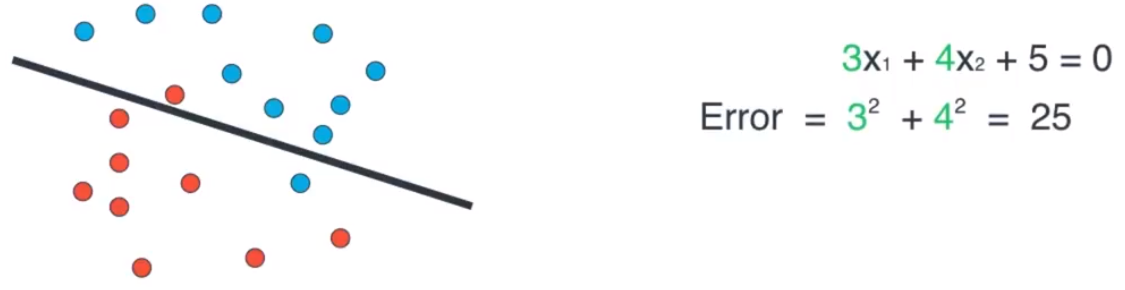 3x₁ + 4x₂ + 5 = 0
Error = 3² + 4² = 25